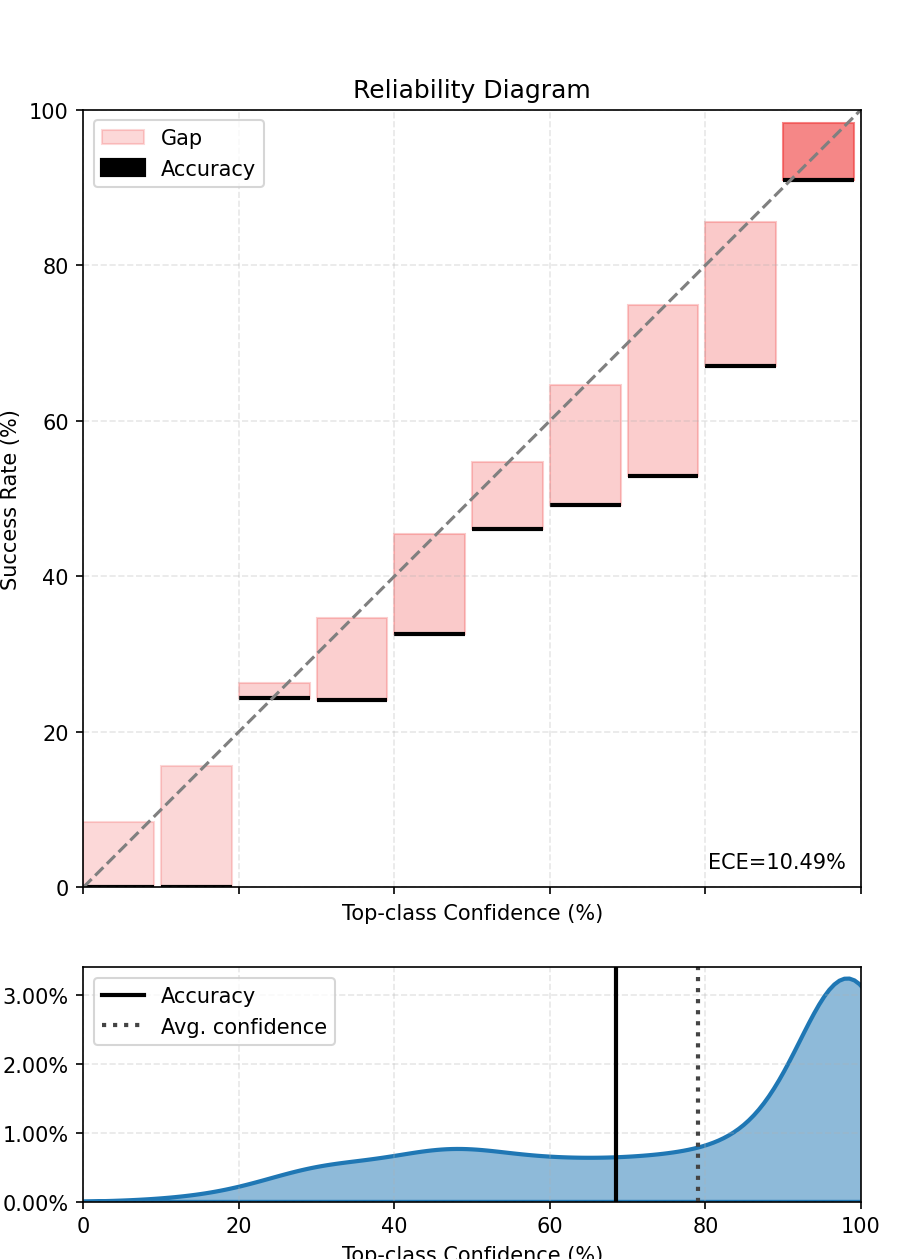 Reliability Diagram
100
80
60
40
20
0
Success Rate (%)
Gap
Accuracy
ECE=10.49%
Top-class Confidence (%)
3.00%
2.00%
1.00%
0.00%
Accuracy
Avg. confidence
0 20 40 60 80 100
Top-class Confidence (%)